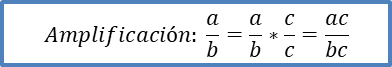 Amplificación: a/b = a/b * c/c = ac/bc